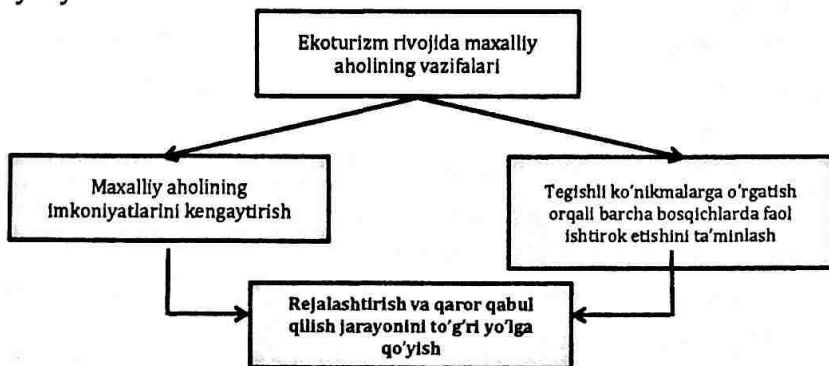 Ekoturizm rivojida maxalliy
aholining vazifalari
Maxalliy aholining
imkoniyatlarini kengaytirish
Tegishli ko'nikmalarga o'rgatish
orqali barcha bosqichlarda faol
ishtirok etishini ta'minlash
Rejalashtirish va qaror qabul
qilish jarayonini to'g'ri yo'lga
qo'yish